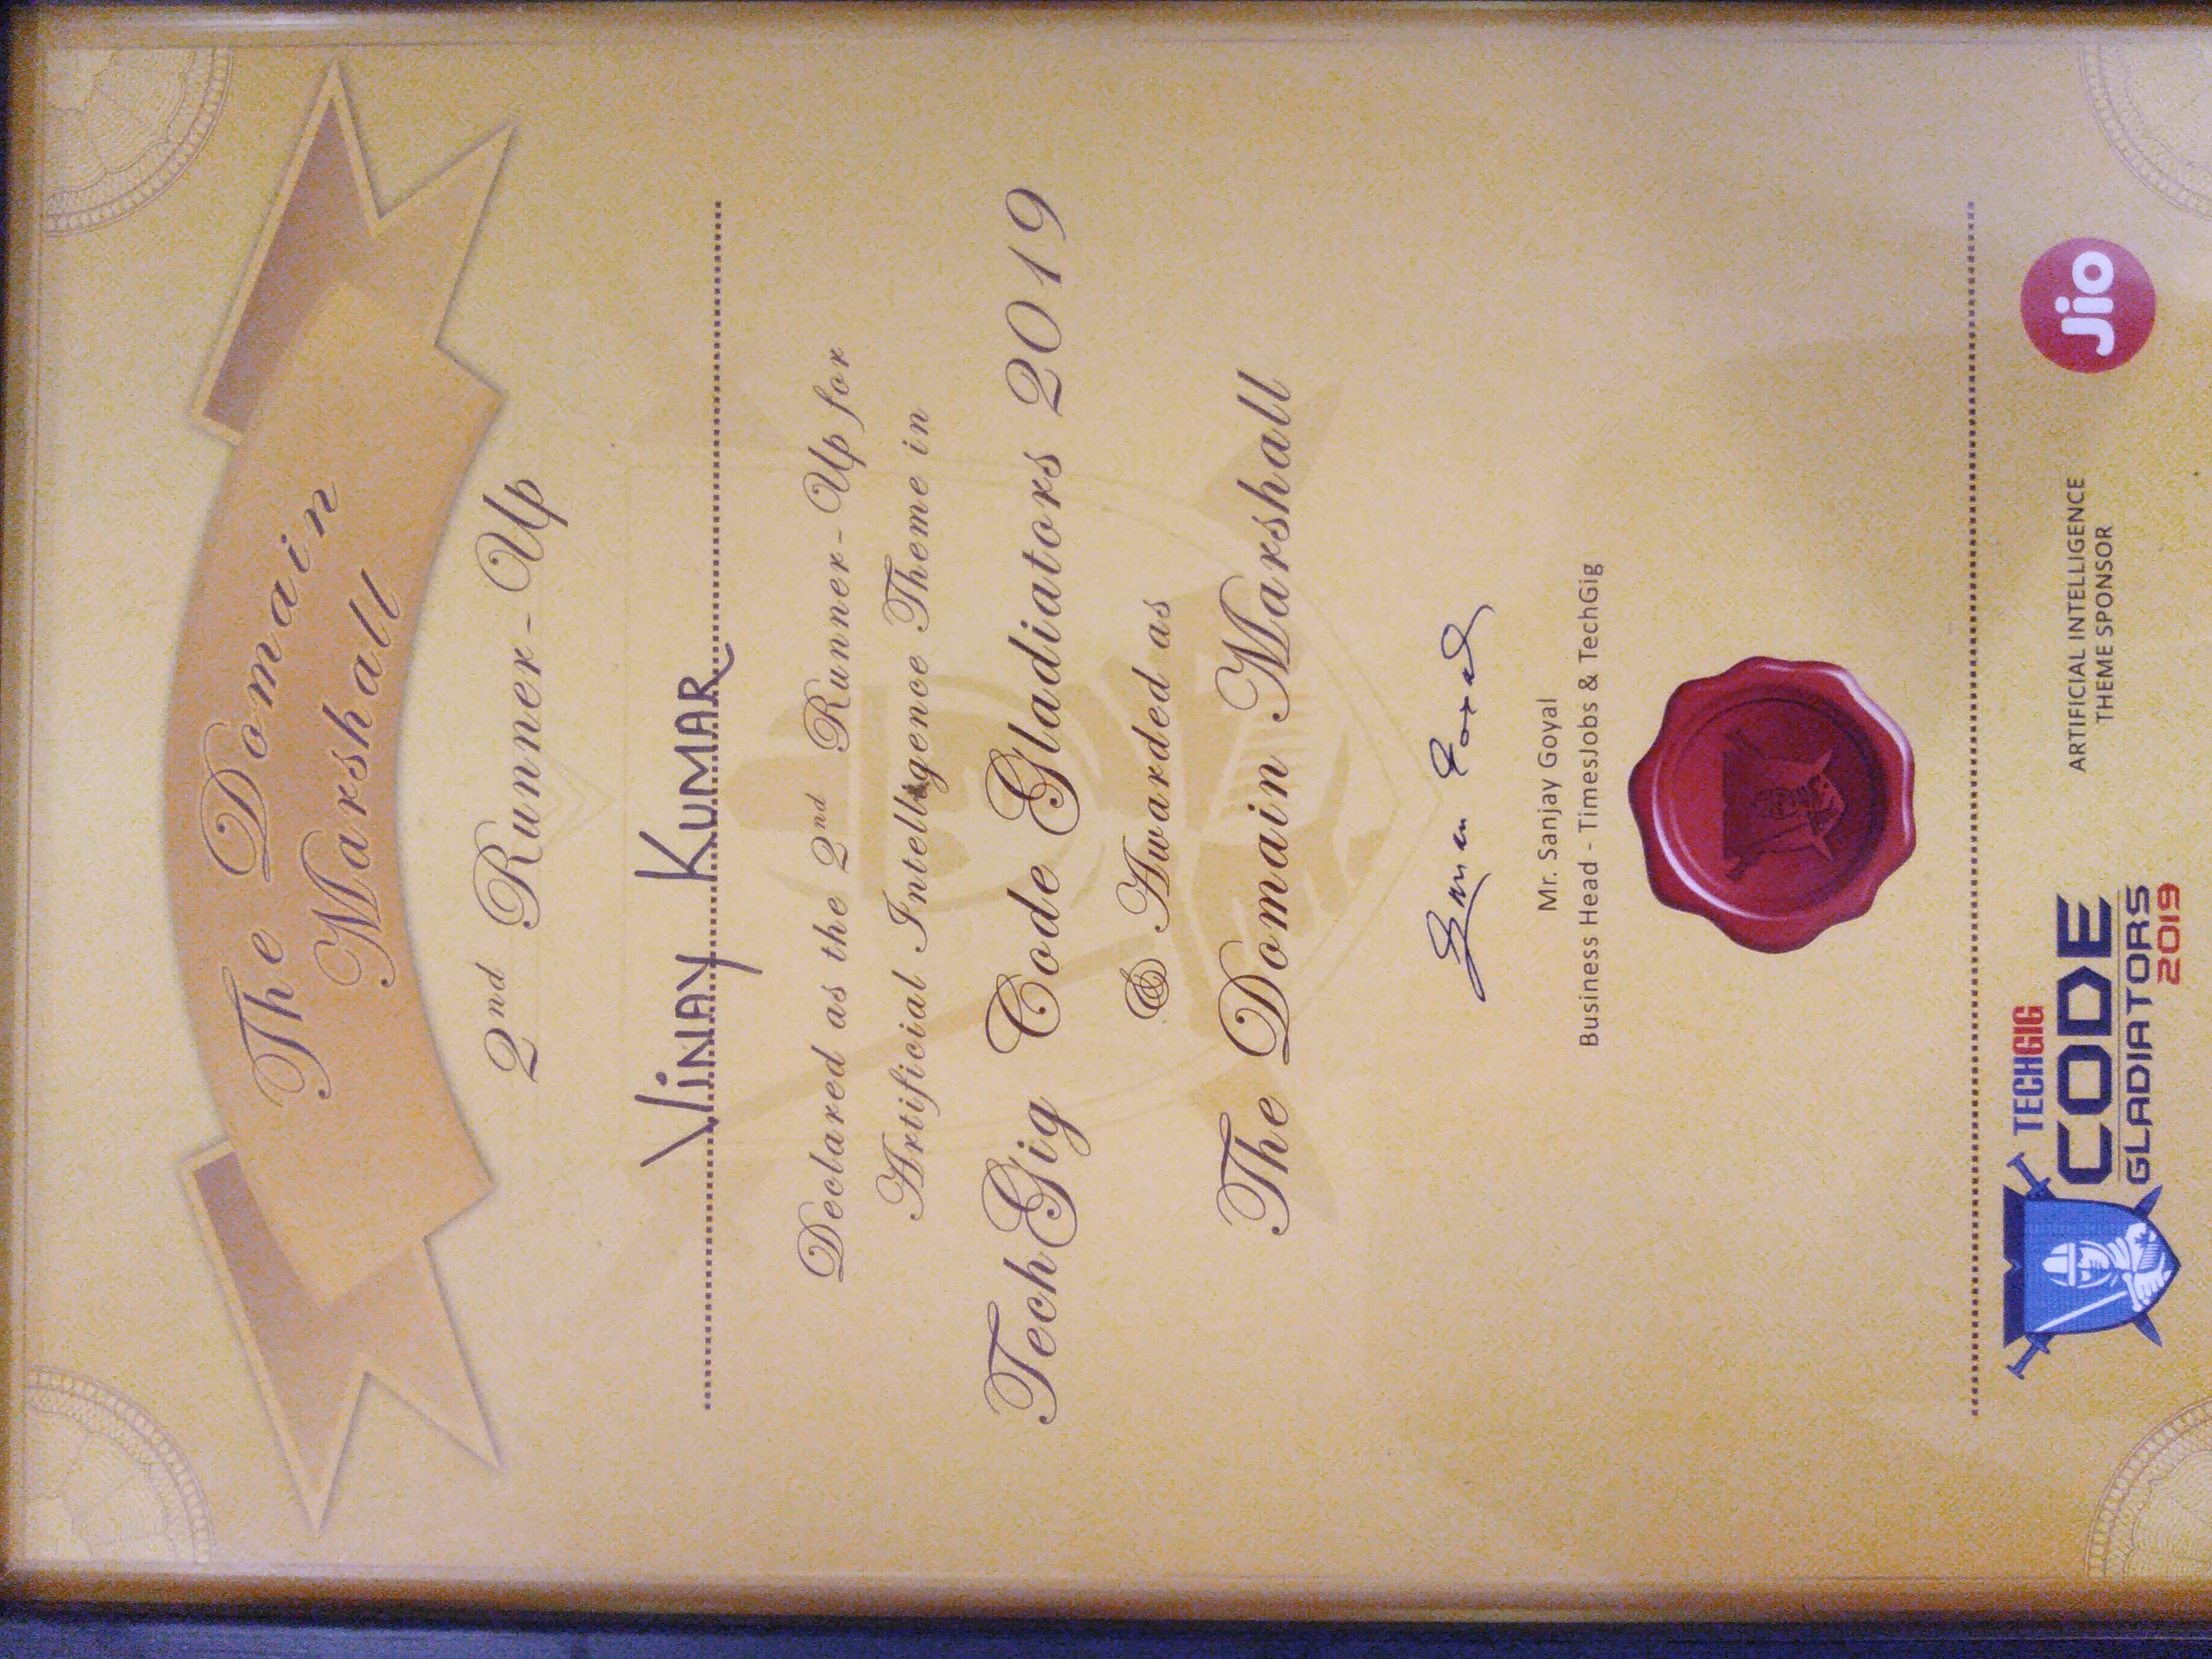 The Domain
Marshall
2nd Runner-Up
VINAY KUMAR
Declared as the 2nd Runner-Up for
Artificial Intelligence Theme in
TechGig Code Gladiators 2019
& Awarded as
The Domain Marshall
Mr. Sanjay Goyal
Business Head - TimesJobs & TechGig
TECHGIG
CODE
GLADIATORS
2019
ARTIFICIAL INTELLIGENCE
THEME SPONSOR
Jio